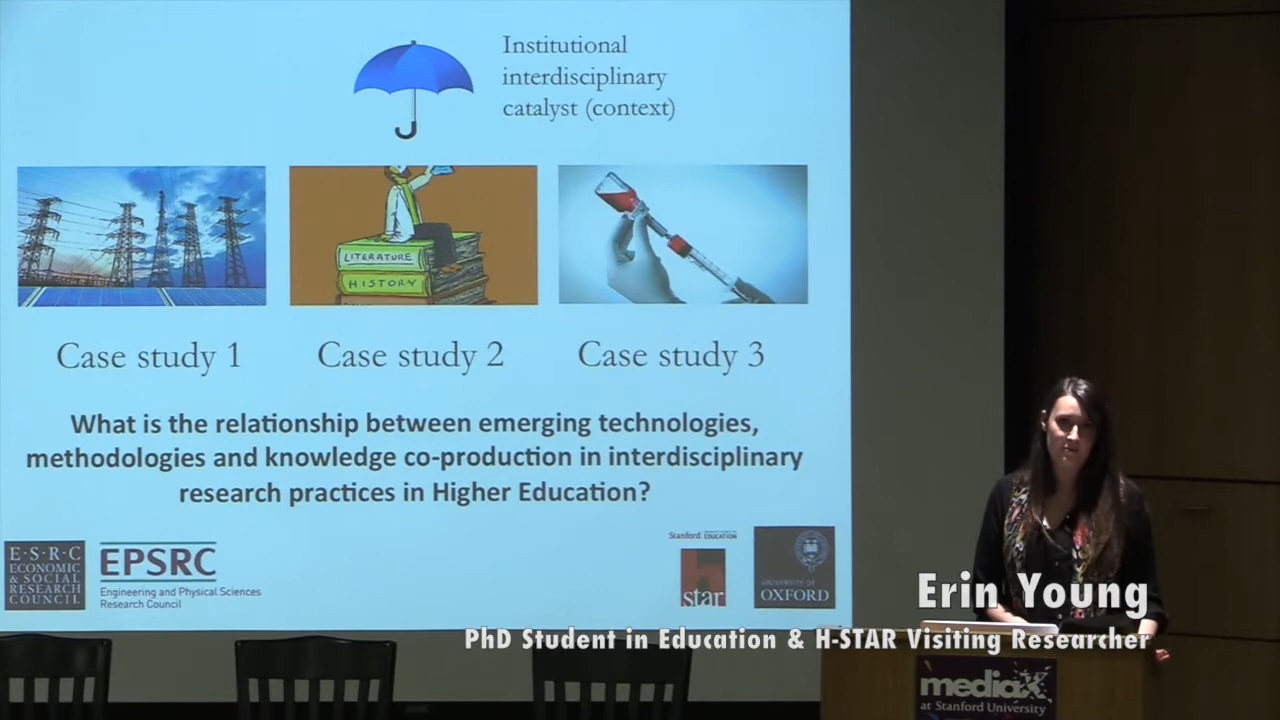 Institutional
interdisciplinary
catalyst (context)
LITERATURE
HISTORY
Case study 1
Case study 2
Case study 3
What is the relationship between emerging technologies,
methodologies and knowledge co-production in interdisciplinary
research practices in Higher Education?
E·S·R·C
ECONOMIC
& SOCIAL
RESEARCH
COUNCIL
EPSRC
Engineering and Physical Sciences
Research Council
Stanford
EDUCATION
h
star
UNIVERSITY OF
OXFORD
Erin Young
PhD Student in Education & H-STAR Visiting Researcher
mediaX
at Stanford University